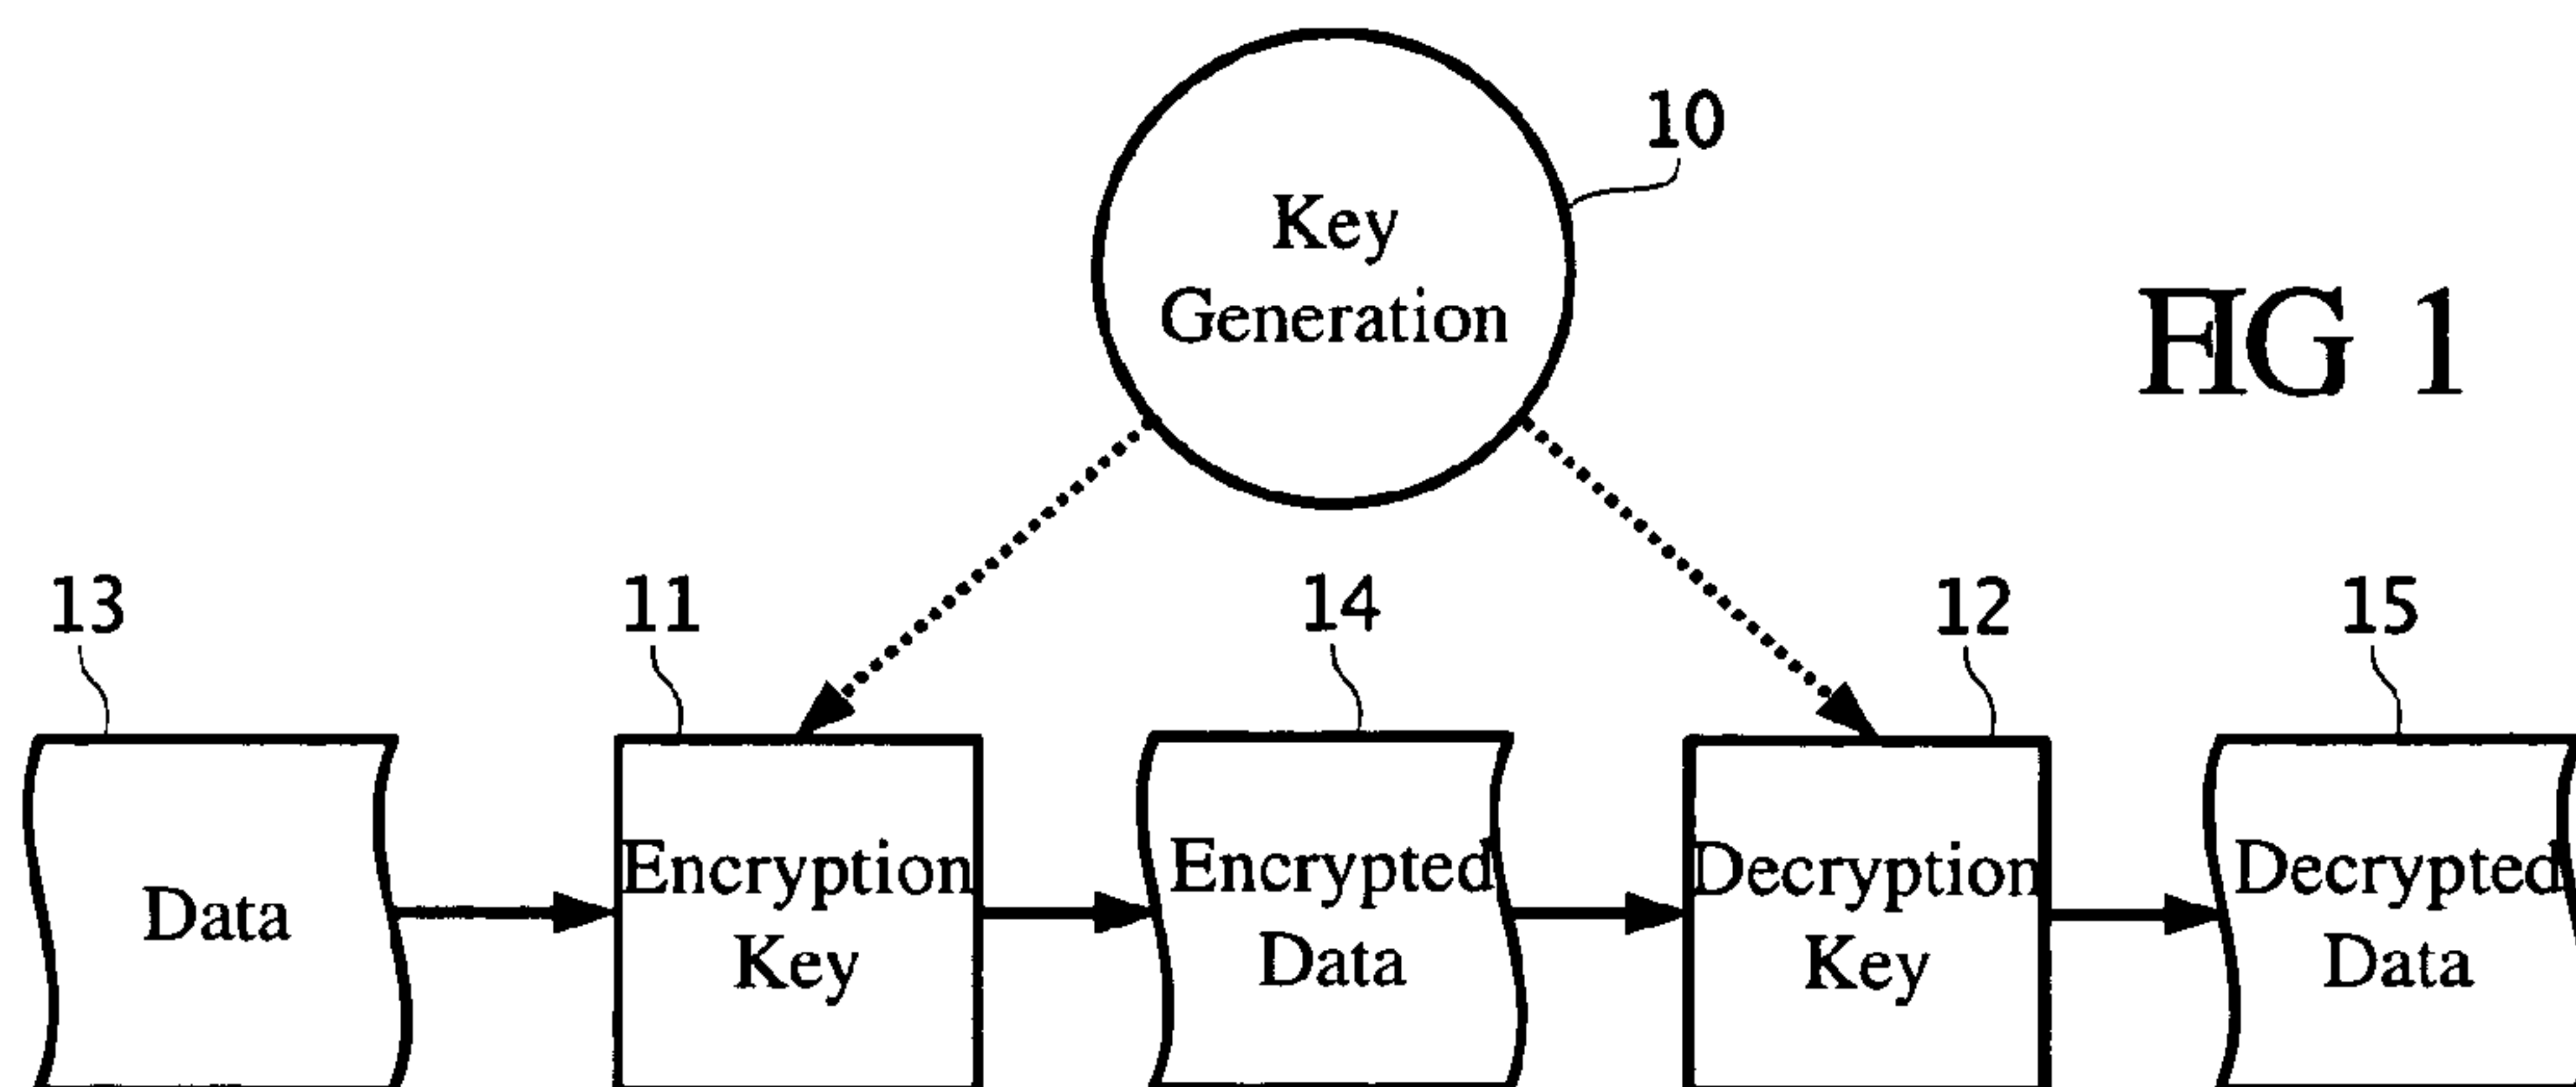 10
Key
Generation
FIG 1
13
11
14
12
15
Data
Encryption
Key
Encrypted
Data
Decryption
Key
Decrypted
Data